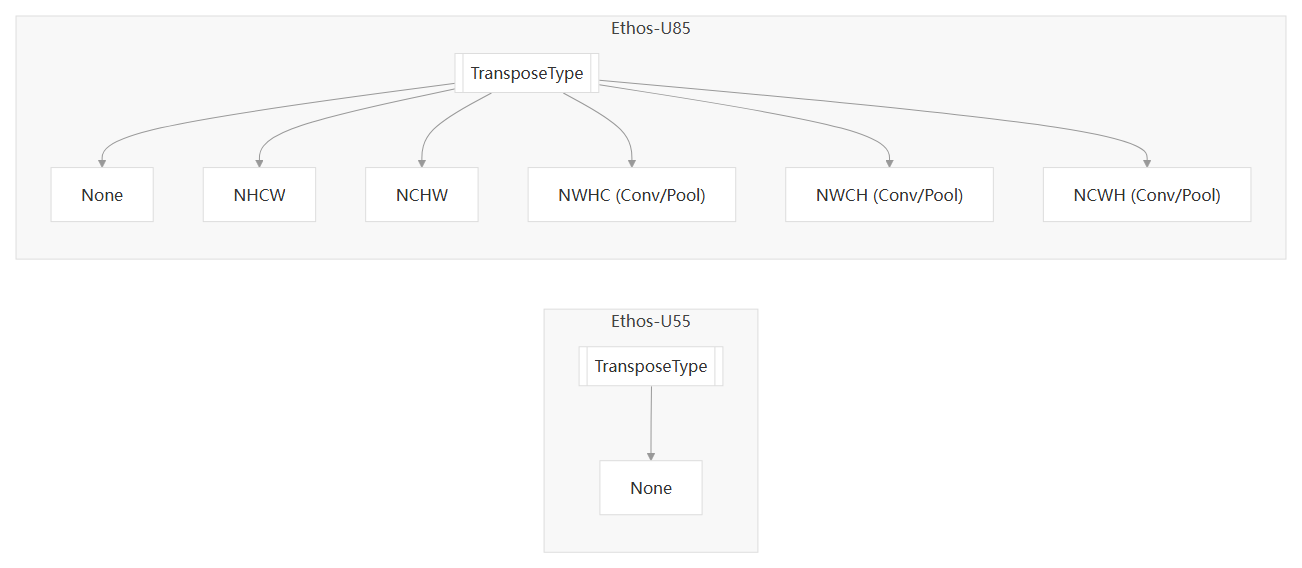 Ethos-U85
TransposeType
None
NHCW
NCHW
NWHC (Conv/Pool)
NWCH (Conv/Pool)
NCWH (Conv/Pool)
Ethos-U55
TransposeType
None